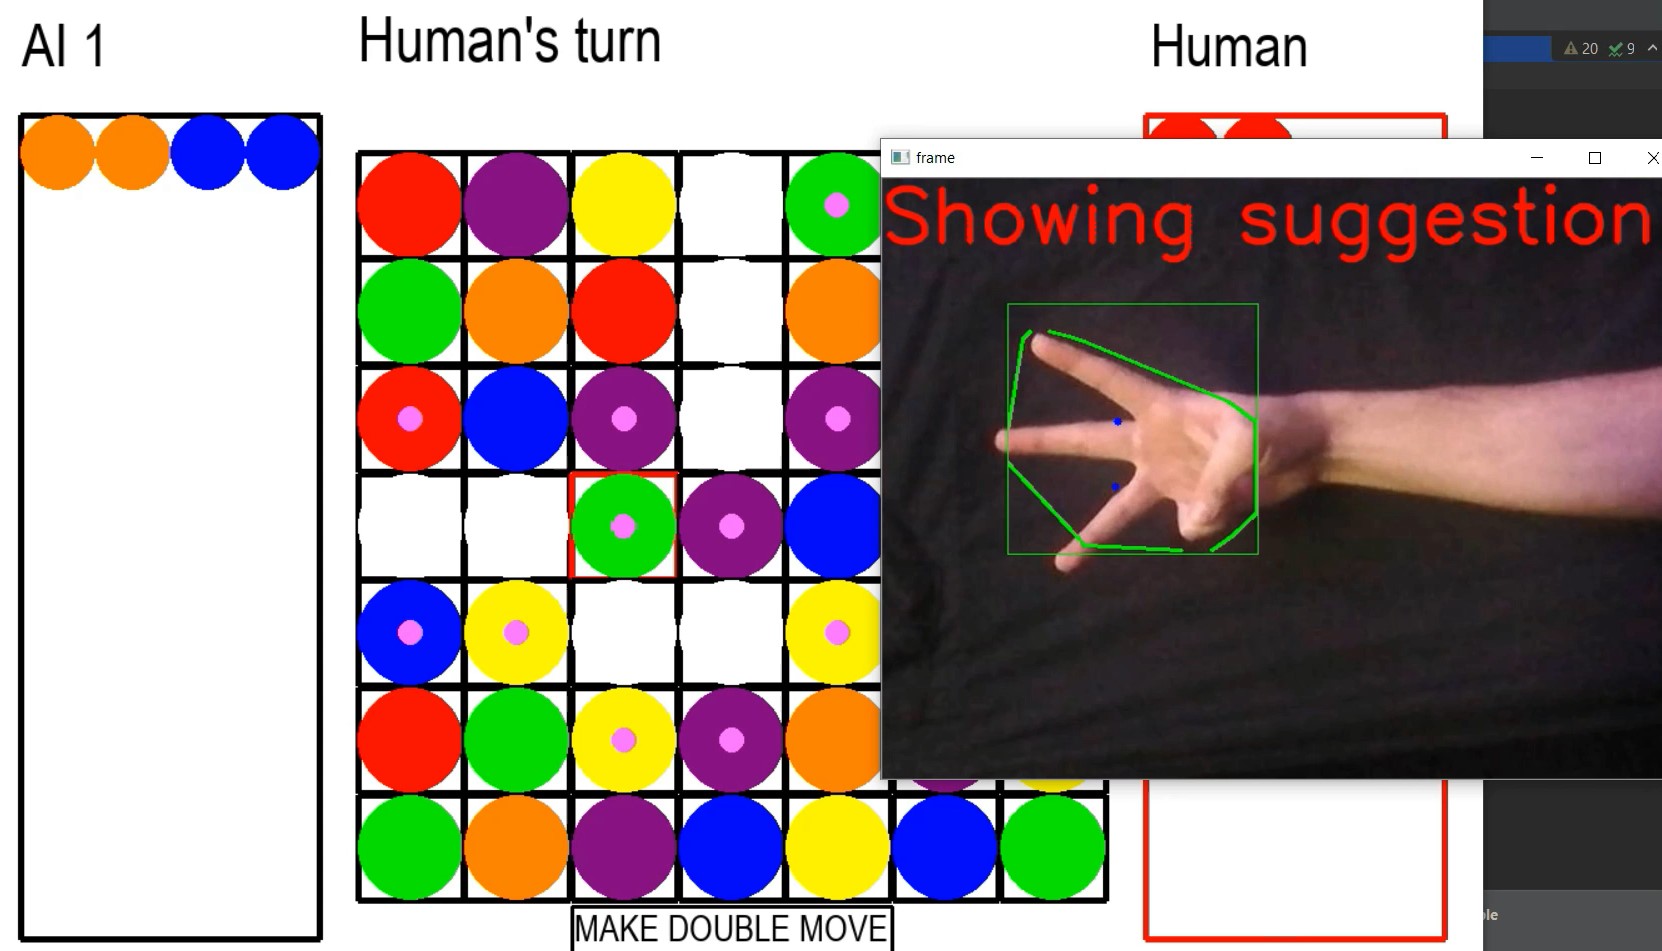 AI 1
Human's turn
Human
20 9
frame
Showing suggestion
MAKE DOUBLE MOVE